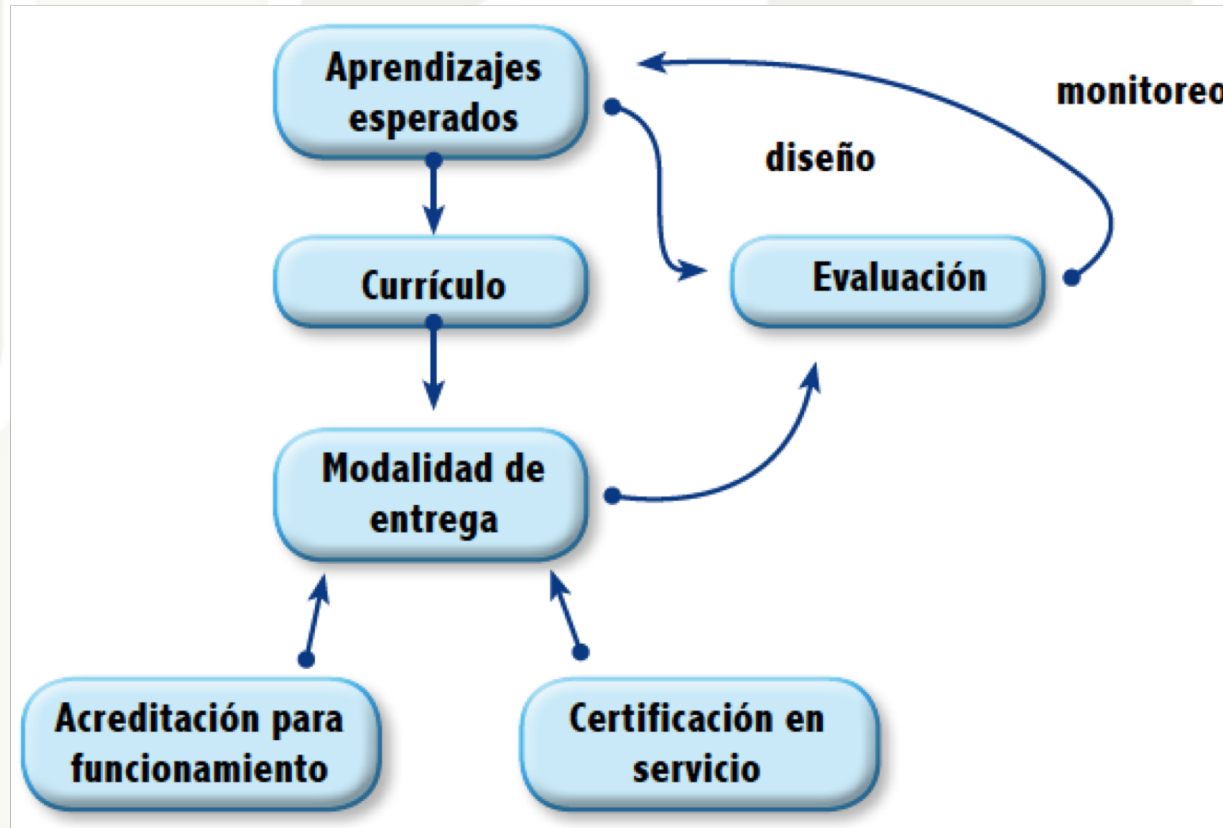 Aprendizajes
esperados
monitoreo
diseño
Currículo
Evaluación
Modalidad de
entrega
Acreditación para
funcionamiento
Certificación en
servicio